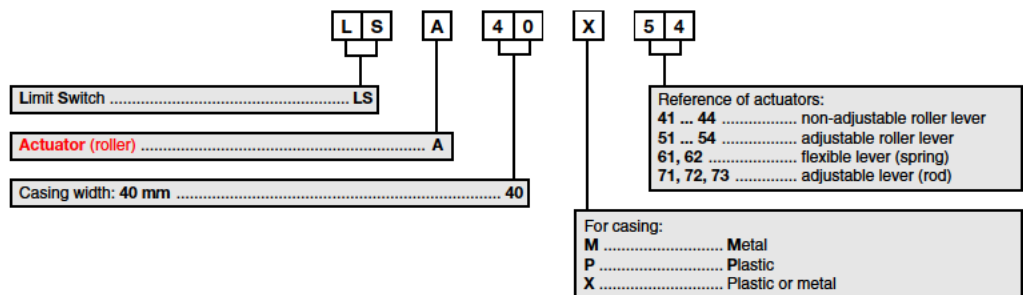 L S A 4 0 X 5 4
Limit Switch ...................................................... LS
Actuator (roller) ................................................................ A
Casing width: 40 mm ......................................................................... 40
Reference of actuators:
41 ... 44 ................. non-adjustable roller lever
51 ... 54 ................. adjustable roller lever
61, 62 .................... flexible lever (spring)
71, 72, 73 .............. adjustable lever (rod)
For casing:
M ........................... Metal
P ............................ Plastic
X ............................ Plastic or metal